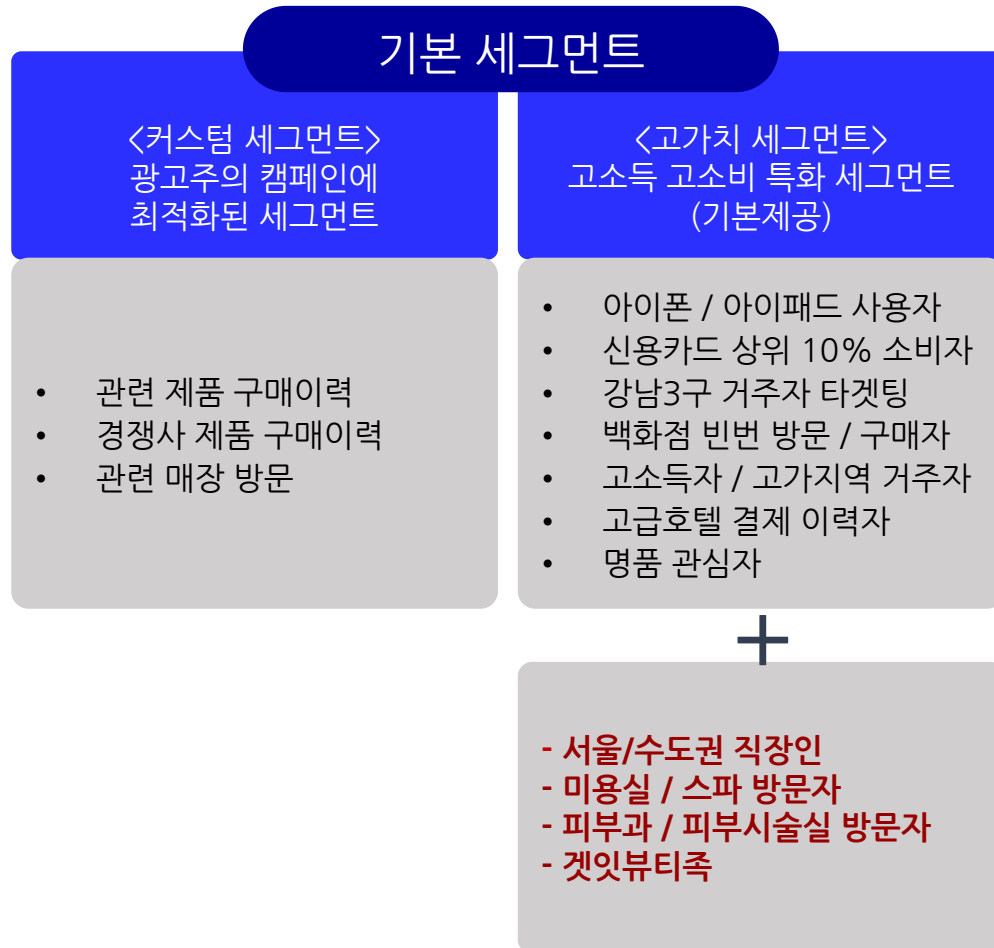 기본 세그먼트
<커스텀 세그먼트>
광고주의 캠페인에
최적화된 세그먼트
• 관련 제품 구매이력
• 경쟁사 제품 구매이력
• 관련 매장 방문
<고가치 세그먼트>
고소득 고소비 특화 세그먼트
(기본제공)
• 아이폰 / 아이패드 사용자
• 신용카드 상위 10% 소비자
• 강남3구 거주자 타겟팅
• 백화점 빈번 방문 / 구매자
• 고소득자 / 고가지역 거주자
• 고급호텔 결제 이력자
• 명품 관심자
+
- 서울/수도권 직장인
- 미용실 / 스파 방문자
- 피부과 / 피부시술실 방문자
- 겟잇뷰티족